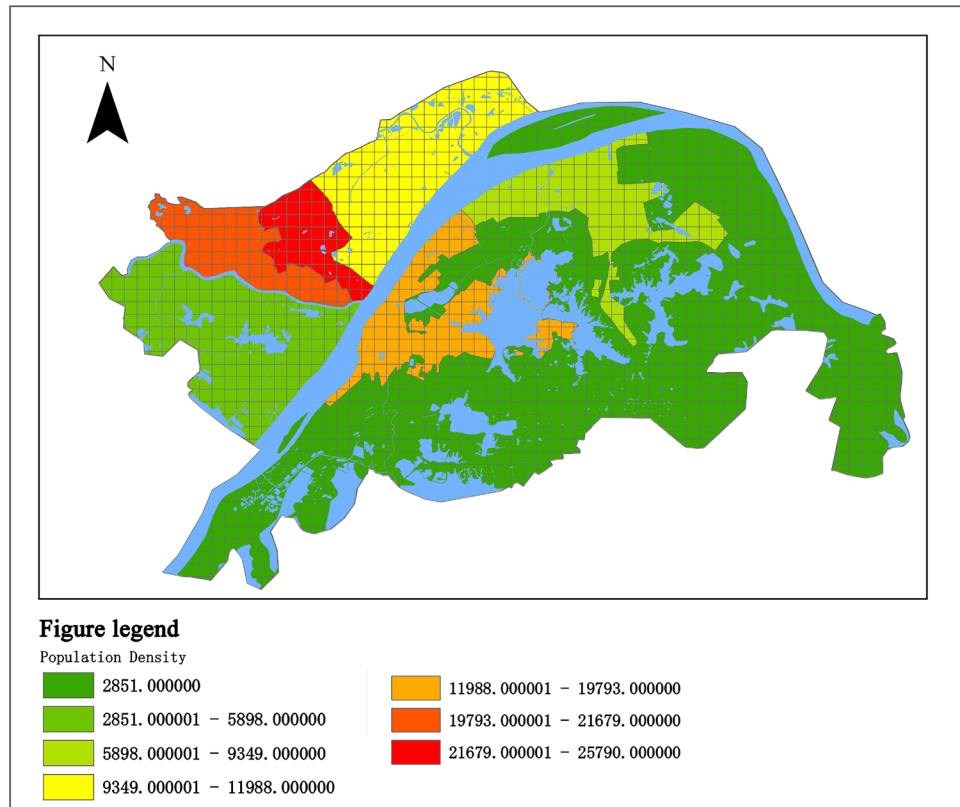 N
Figure legend
Population Density
2851.000000
2851.000001 - 5898.000000
5898.000001 - 9349.000000
9349.000001 - 11988.000000
11988.000001 - 19793.000000
19793.000001 - 21679.000000
21679.000001 - 25790.000000